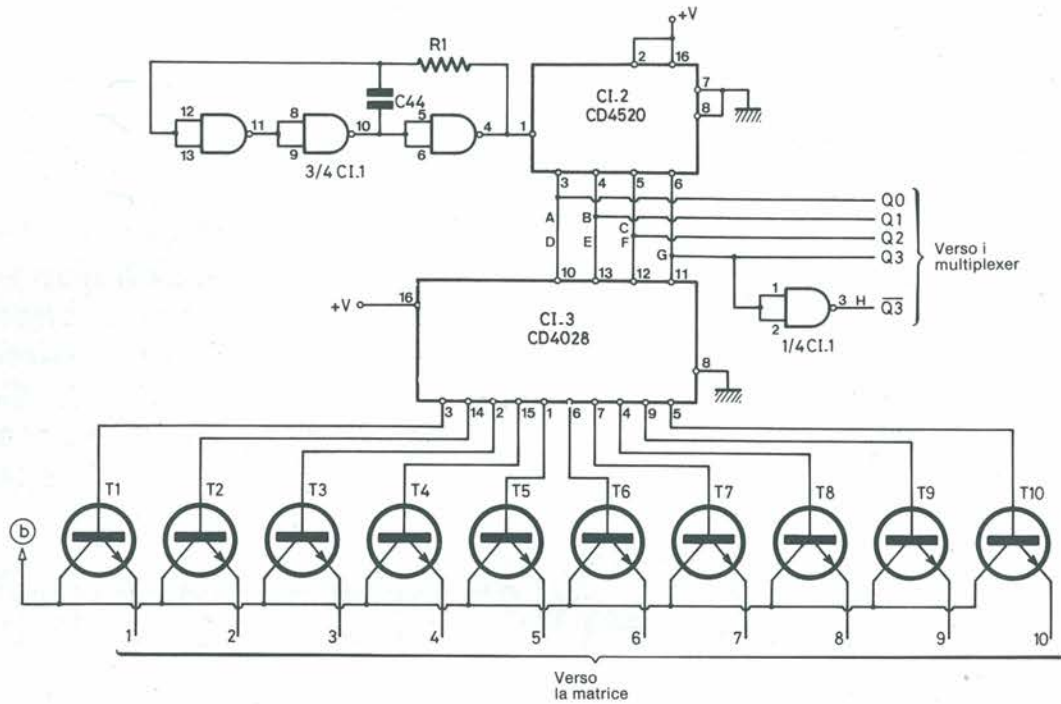 +V
R1
2 16
C44
CI.2
CD4520
7
8
12
13
11
8
9
10
5
6
4
1
3/4 CI.1
3 4 5 6
Q0
A B Q1
C Q2
D E F
G Q3
Verso i
multiplexer
10 13 12 11
1
2
3 H Q̅3̅
1/4 CI.1
+V
16
CI.3
CD4028
8
3 14 2 15 1 6 7 4 9 5
T1 T2 T3 T4 T5 T6 T7 T8 T9 T10
b
1 2 3 4 5 6 7 8 9 10
Verso
la matrice